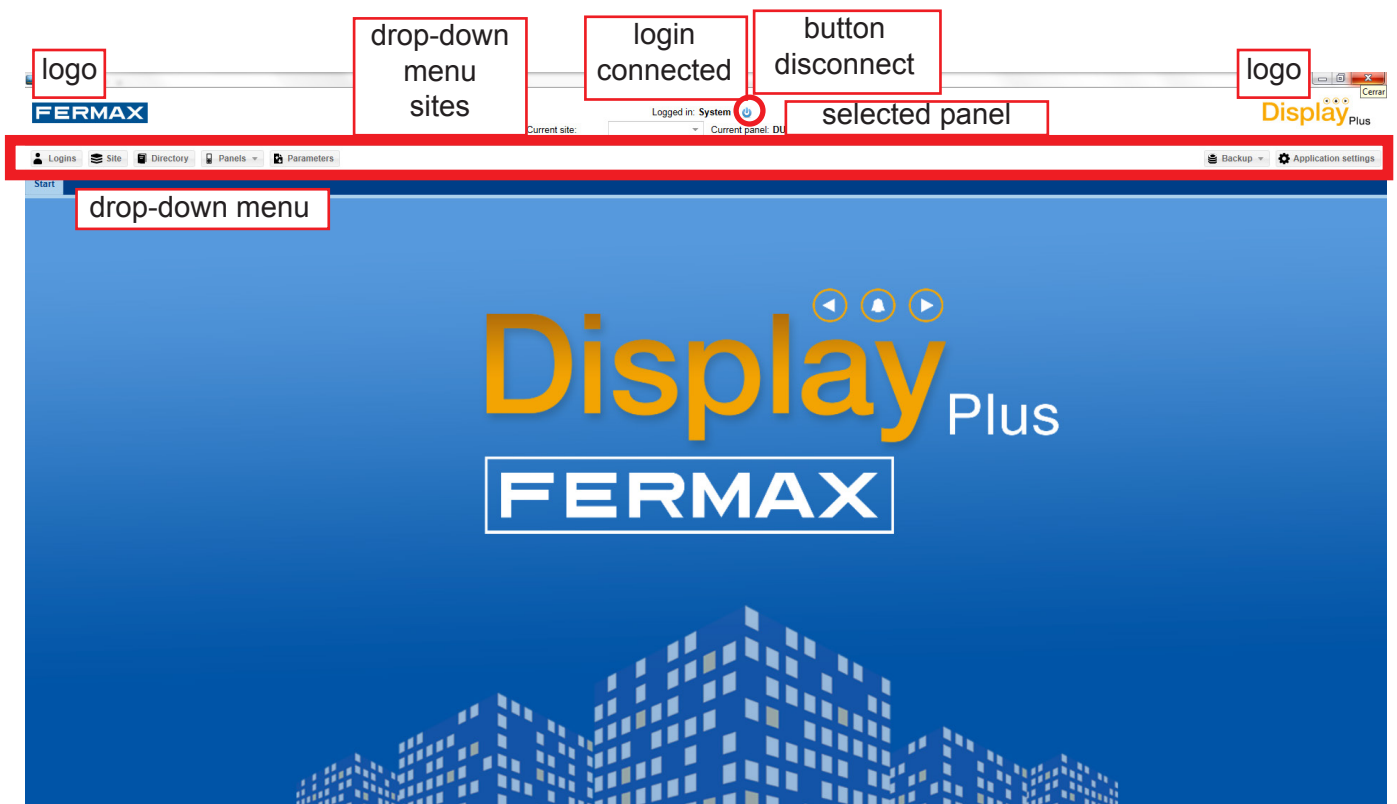 drop-down
menu
sites
login
connected
button
disconnect
logo
logo
Cerrar
FERMAX
Logged in: System
selected panel
Display Plus
Current site:
Current panel: DU
Logins
Site
Directory
Panels
Parameters
Backup
Application settings
Start
drop-down menu
Display Plus
FERMAX